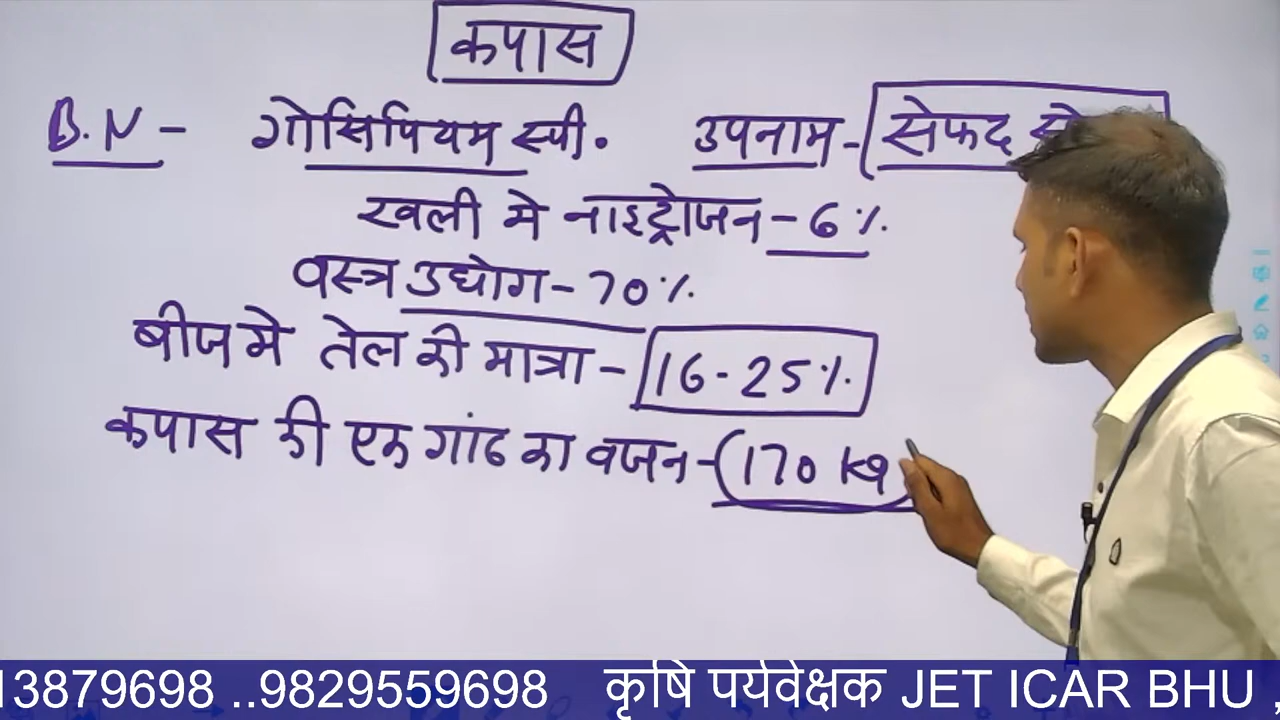 कपास
B.N - गोसिपियम स्पी. उपनाम - सेफद
खली मे नाइट्रोजन - 6%
वस्त्र उद्योग - 70%
बीज मे तेल की मात्रा - 16-25%
कपास की एक गांठ का वजन - (170 kg)
13879698 ..9829559698 कृषि पर्यवेक्षक JET ICAR BHU ,